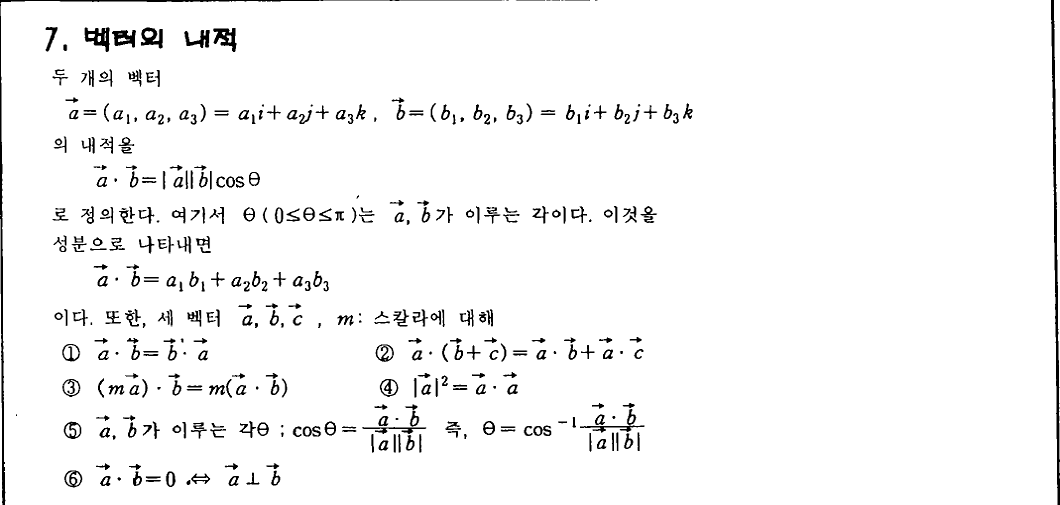 7. 벡터의 내적
두 개의 벡터
$\vec{a}=(a_1, a_2, a_3)=a_1i+a_2j+a_3k$, $\vec{b}=(b_1, b_2, b_3)=b_1i+b_2j+b_3k$
의 내적을
$\vec{a}\cdot\vec{b}=|\vec{a}||\vec{b}|\cos\theta$
로 정의한다. 여기서 $\theta(0≤\theta≤\pi)$는 $\vec{a}, \vec{b}$가 이루는 각이다. 이것을
성분으로 나타내면
$\vec{a}\cdot\vec{b}=a_1b_1+a_2b_2+a_3b_3$
이다. 또한, 세 벡터 $\vec{a}, \vec{b}, \vec{c}$, $m$: 스칼라에 대해
① $\vec{a}\cdot\vec{b}=\vec{b}\cdot\vec{a}$ ② $\vec{a}\cdot(\vec{b}+\vec{c})=\vec{a}\cdot\vec{b}+\vec{a}\cdot\vec{c}$
③ $(m\vec{a})\cdot\vec{b}=m(\vec{a}\cdot\vec{b})$ ④ $|\vec{a}|^2=\vec{a}\cdot\vec{a}$
⑤ $\vec{a}, \vec{b}$가 이루는 각$\theta$ ; $\cos\theta=\frac{\vec{a}\cdot\vec{b}}{|\vec{a}||\vec{b}|}$ 즉, $\theta=\cos^{-1}\frac{\vec{a}\cdot\vec{b}}{|\vec{a}||\vec{b}|}$
⑥ $\vec{a}\cdot\vec{b}=0 ⇔ \vec{a}⊥\vec{b}$